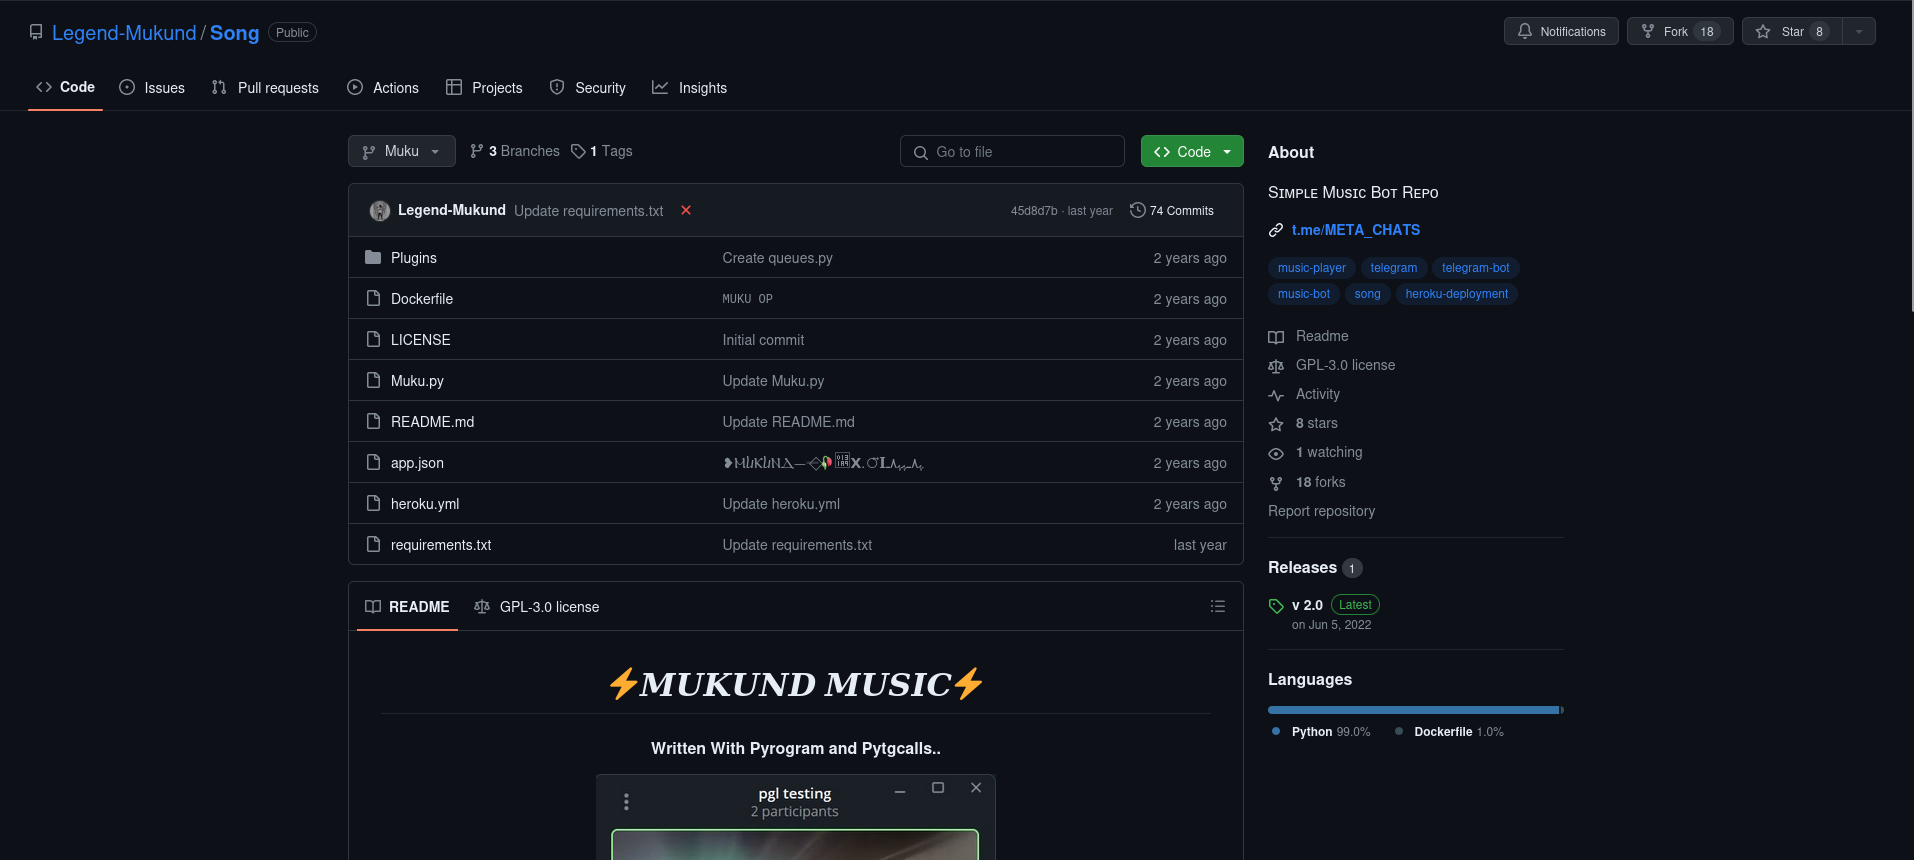 Legend-Mukund / Song Public
Notifications Fork 18 Star 8
Code Issues Pull requests Actions Projects Security Insights
Muku 3 Branches 1 Tags Go to file Code
Legend-Mukund Update requirements.txt 45d8d7b · last year 74 Commits
Plugins Create queues.py 2 years ago
Dockerfile MUKU OP 2 years ago
LICENSE Initial commit 2 years ago
Muku.py Update Muku.py 2 years ago
README.md Update README.md 2 years ago
app.json 2 years ago
heroku.yml Update heroku.yml 2 years ago
requirements.txt Update requirements.txt last year
README GPL-3.0 license
⚡MUKUND MUSIC⚡
Written With Pyrogram and Pytgcalls..
pgl testing
2 participants
About
Sɪᴍᴘʟᴇ Mᴜsɪᴄ Bᴏᴛ Rᴇᴘᴏ
t.me/META_CHATS
music-player telegram telegram-bot
music-bot song heroku-deployment
Readme
GPL-3.0 license
Activity
8 stars
1 watching
18 forks
Report repository
Releases 1
v 2.0 Latest
on Jun 5, 2022
Languages
Python 99.0% Dockerfile 1.0%